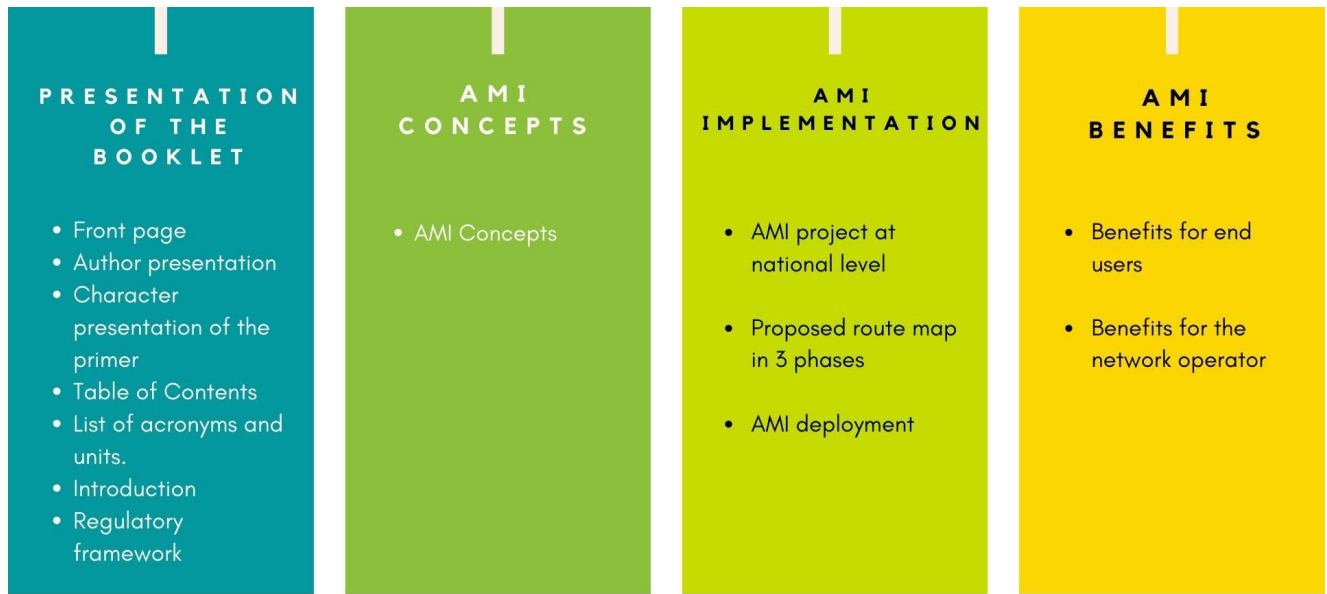 PRESENTATION
OF THE
BOOKLET
• Front page
• Author presentation
• Character
presentation of the
primer
• Table of Contents
• List of acronyms and
units.
• Introduction
• Regulatory
framework
AMI
CONCEPTS
• AMI Concepts
AMI
IMPLEMENTATION
• AMI project at
national level
• Proposed route map
in 3 phases
• AMI deployment
AMI
BENEFITS
• Benefits for end
users
• Benefits for the
network operator